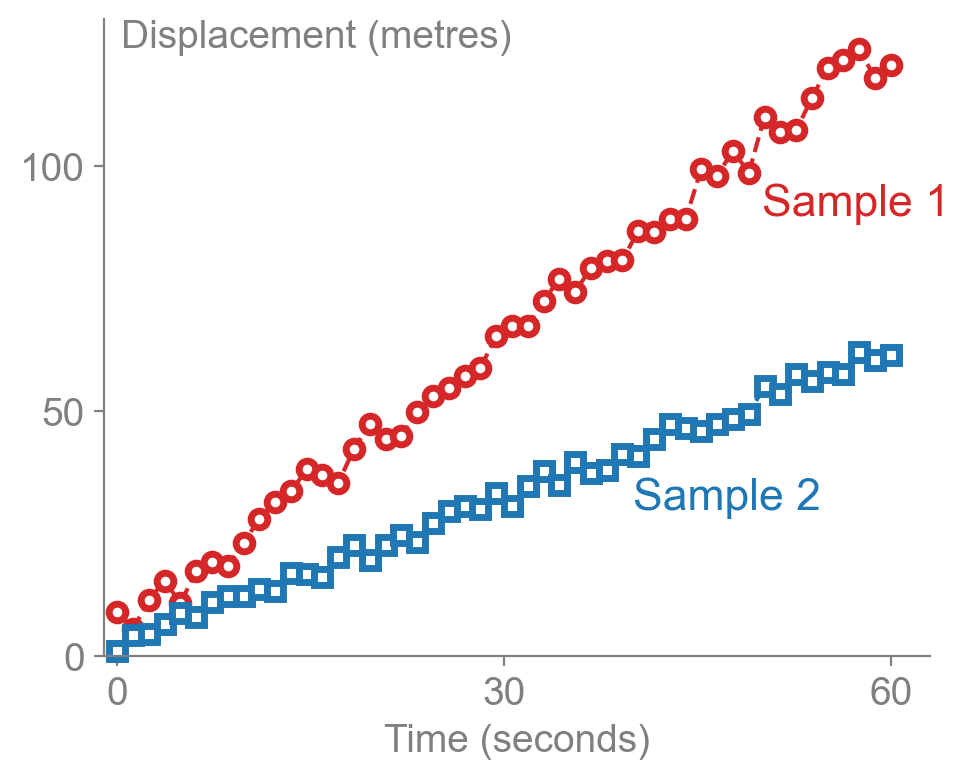 Displacement (metres)
100
Sample 1
50
Sample 2
0
0 30 60
Time (seconds)